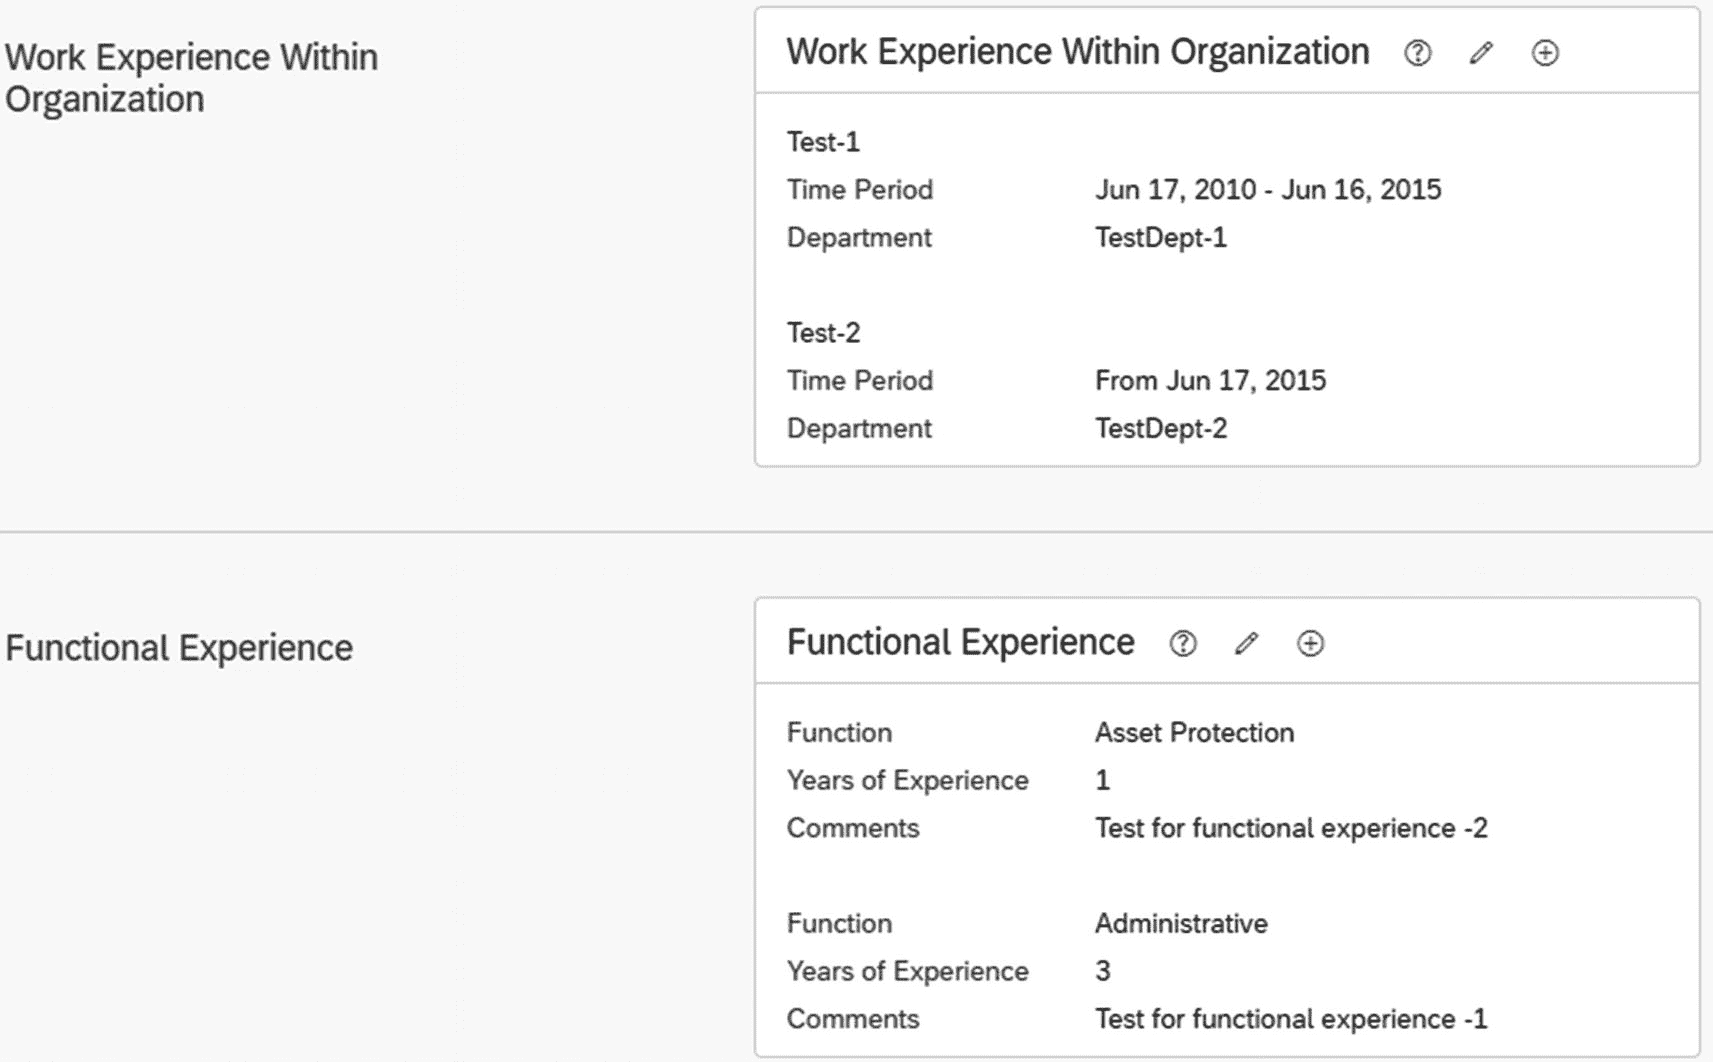 Work Experience Within
Organization
Work Experience Within Organization
Test-1
Time Period Jun 17, 2010 - Jun 16, 2015
Department TestDept-1
Test-2
Time Period From Jun 17, 2015
Department TestDept-2
Functional Experience
Functional Experience
Function Asset Protection
Years of Experience 1
Comments Test for functional experience -2
Function Administrative
Years of Experience 3
Comments Test for functional experience -1